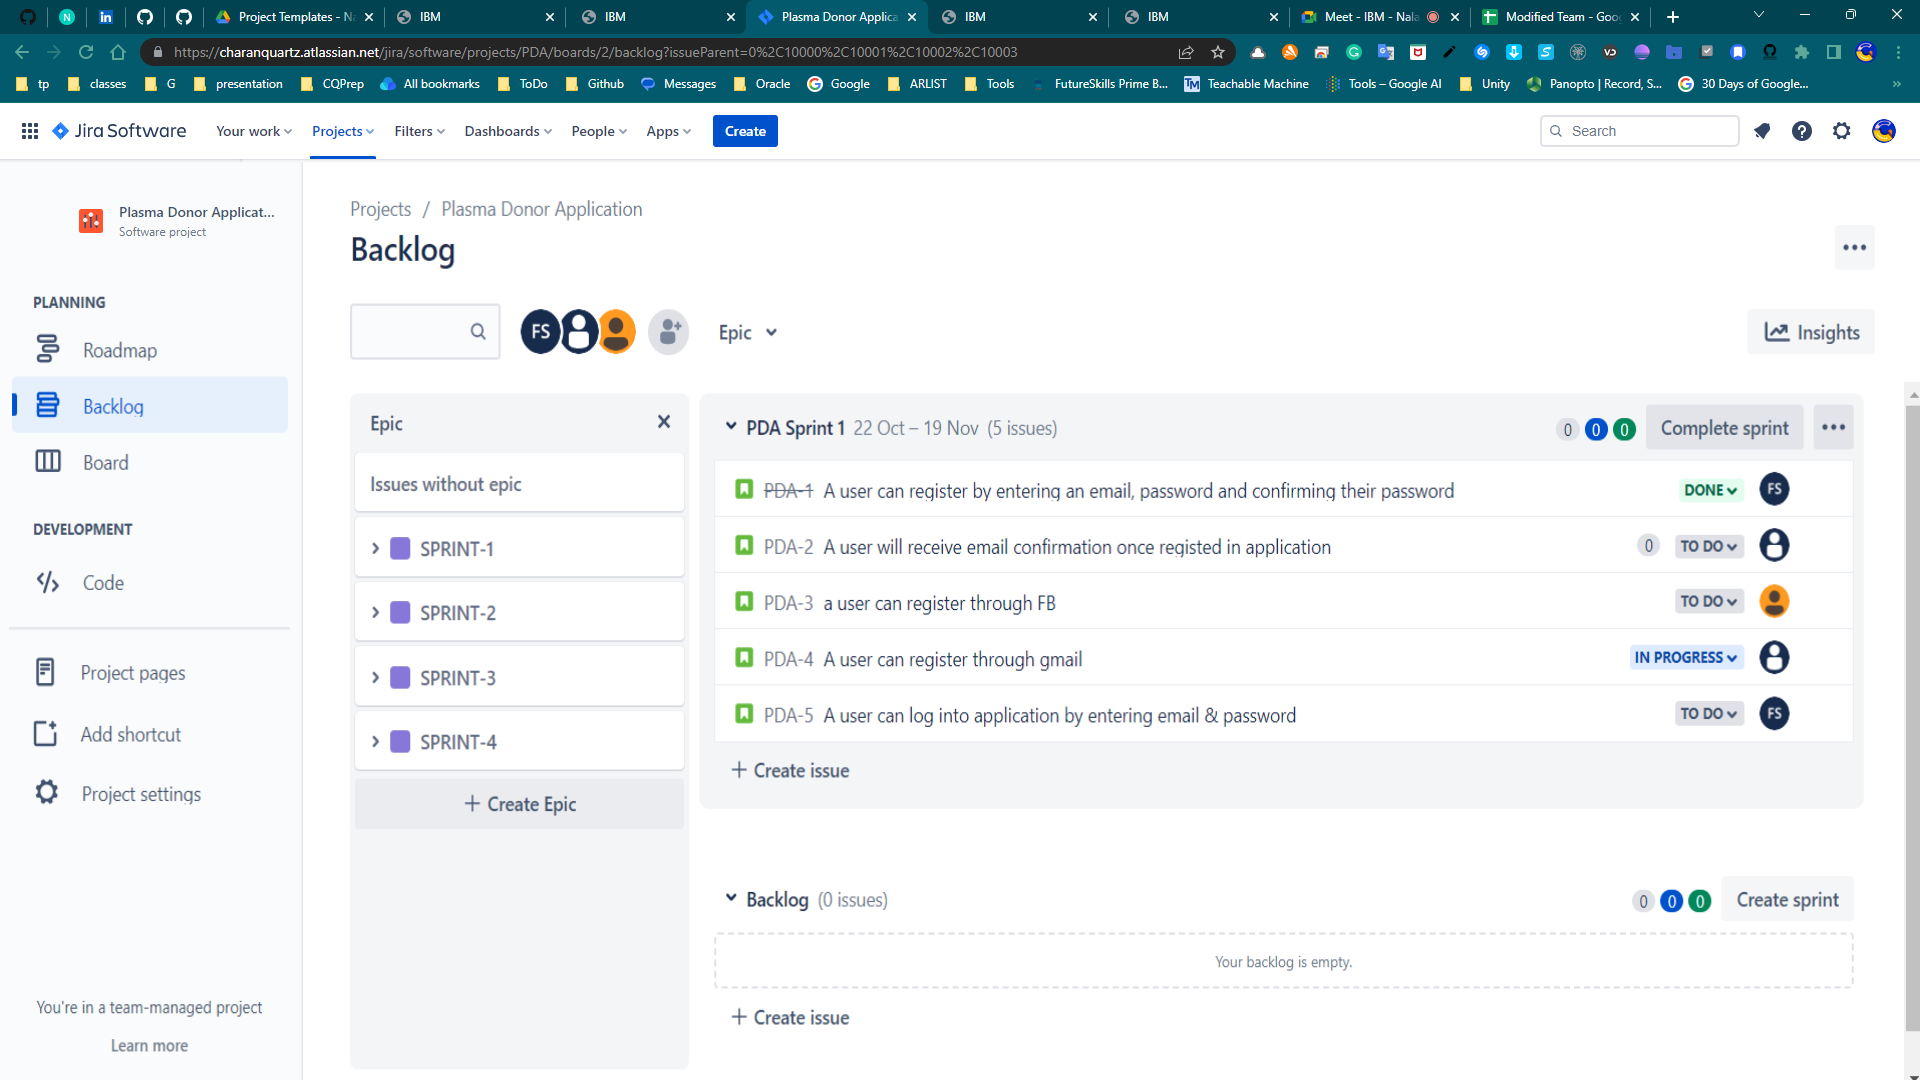 Project Templates - Na
IBM
IBM
Plasma Donor Applica
IBM
IBM
Meet - IBM - Nala
Modified Team - Goo
https://charanquartz.atlassian.net/jira/software/projects/PDA/boards/2/backlog?issueParent=0%2C10000%2C10001%2C10002%2C10003
tp
classes
G
presentation
CQPrep
All bookmarks
ToDo
Github
Messages
Oracle
Google
ARLIST
Tools
FutureSkills Prime B...
Teachable Machine
Tools – Google AI
Unity
Panopto | Record, S...
30 Days of Google...
Jira Software
Your work
Projects
Filters
Dashboards
People
Apps
Create
Search
Plasma Donor Applicat...
Software project
PLANNING
Roadmap
Backlog
Board
DEVELOPMENT
Code
Project pages
Add shortcut
Project settings
You're in a team-managed project
Learn more
Projects / Plasma Donor Application
Backlog
FS
Epic
Insights
Epic
Issues without epic
SPRINT-1
SPRINT-2
SPRINT-3
SPRINT-4
+ Create Epic
PDA Sprint 1 22 Oct – 19 Nov (5 issues)
0 0 0
Complete sprint
PDA-1 A user can register by entering an email, password and confirming their password DONE FS
PDA-2 A user will receive email confirmation once registed in application 0 TO DO
PDA-3 a user can register through FB TO DO
PDA-4 A user can register through gmail IN PROGRESS
PDA-5 A user can log into application by entering email & password TO DO FS
+ Create issue
Backlog (0 issues)
0 0 0
Create sprint
Your backlog is empty.
+ Create issue